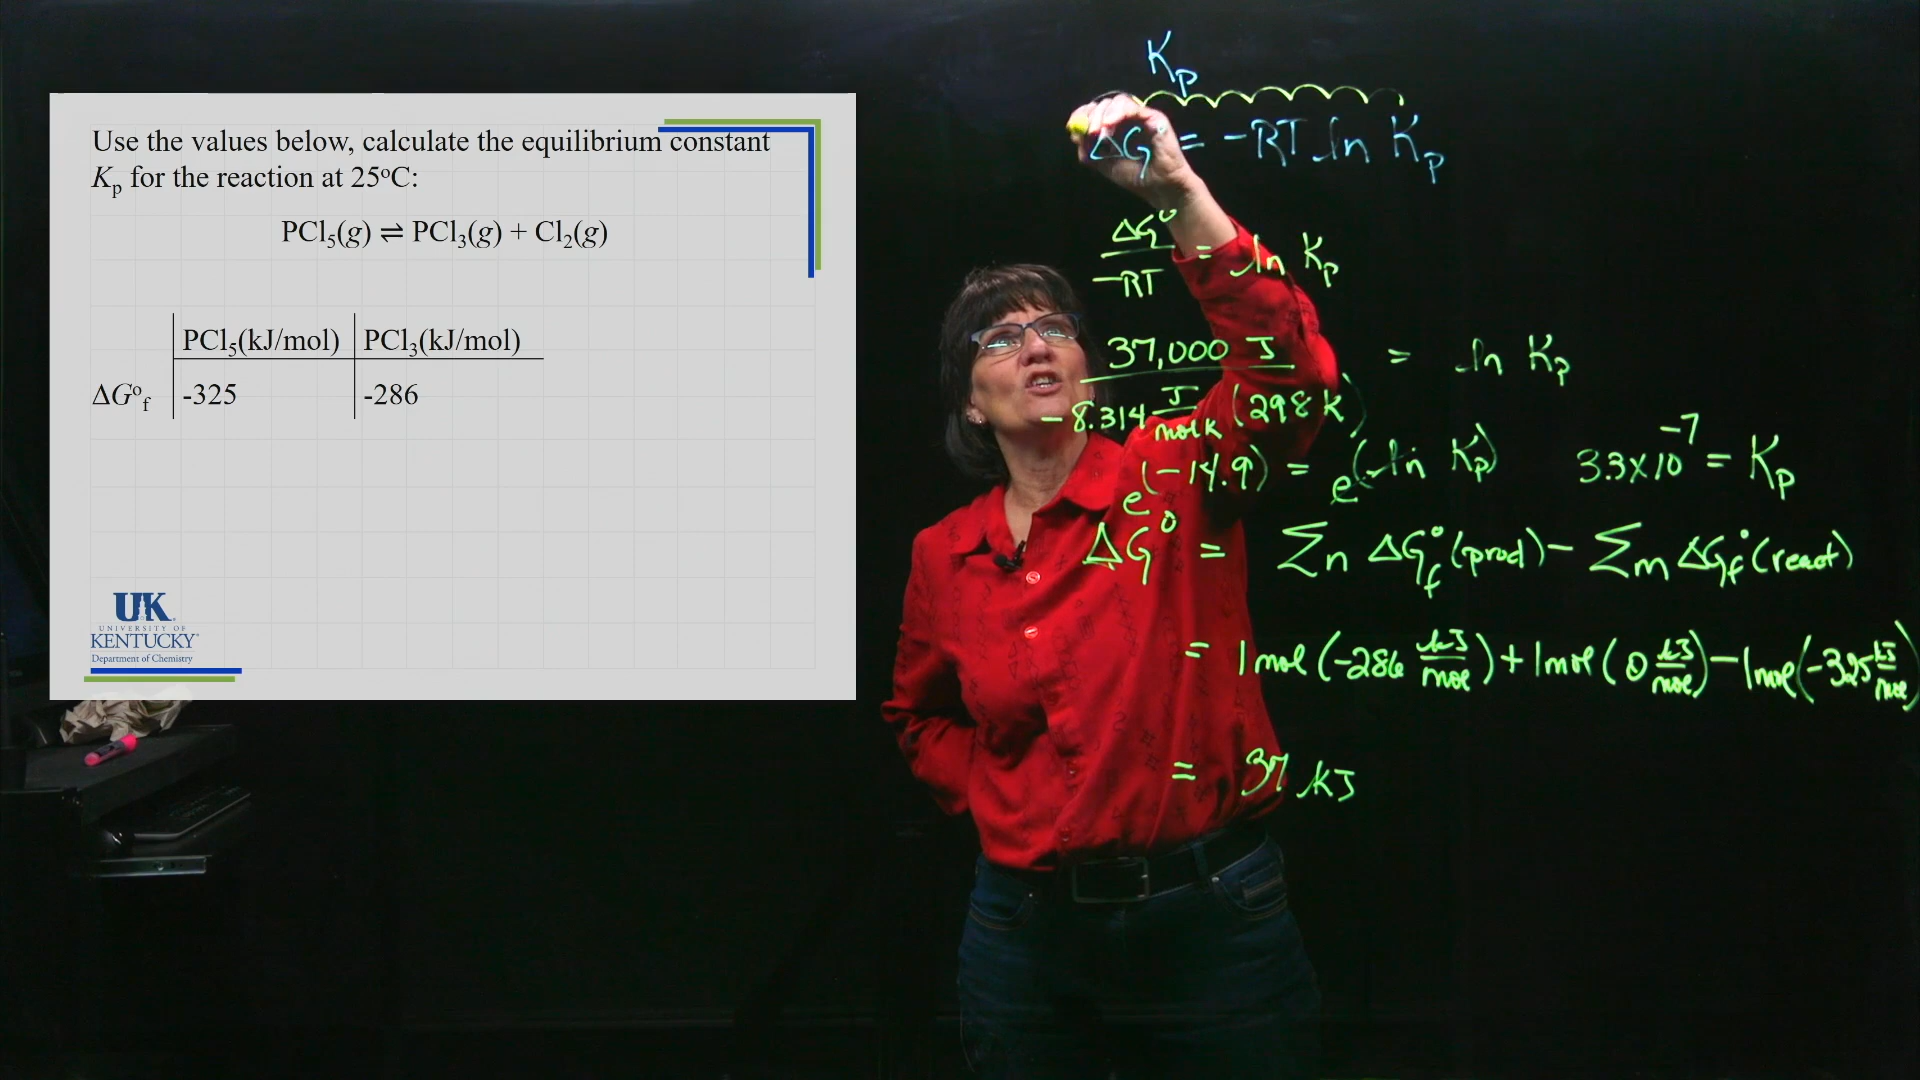 Use the values below, calculate the equilibrium constant
Kp for the reaction at 25°C:
PCl₅(g) ⇌ PCl₃(g) + Cl₂(g)
PCl₅(kJ/mol) PCl₃(kJ/mol)
ΔG°f -325 -286
UK
UNIVERSITY OF
KENTUCKY
Department of Chemistry
Kp
ΔG° = -RT ln Kp
ΔG°/-RT = ln Kp
37,000 J / -8.314 J/mol K (298 K) = ln Kp
e^(-14.9) = e^(ln Kp) 3.3x10^-7 = Kp
ΔG° = Σn ΔG°f (prod) - Σm ΔG°f (react)
= 1 mol (-286 kJ/mol) + 1 mol (0 kJ/mol) - 1 mol (-325 kJ/mol)
= 37 kJ